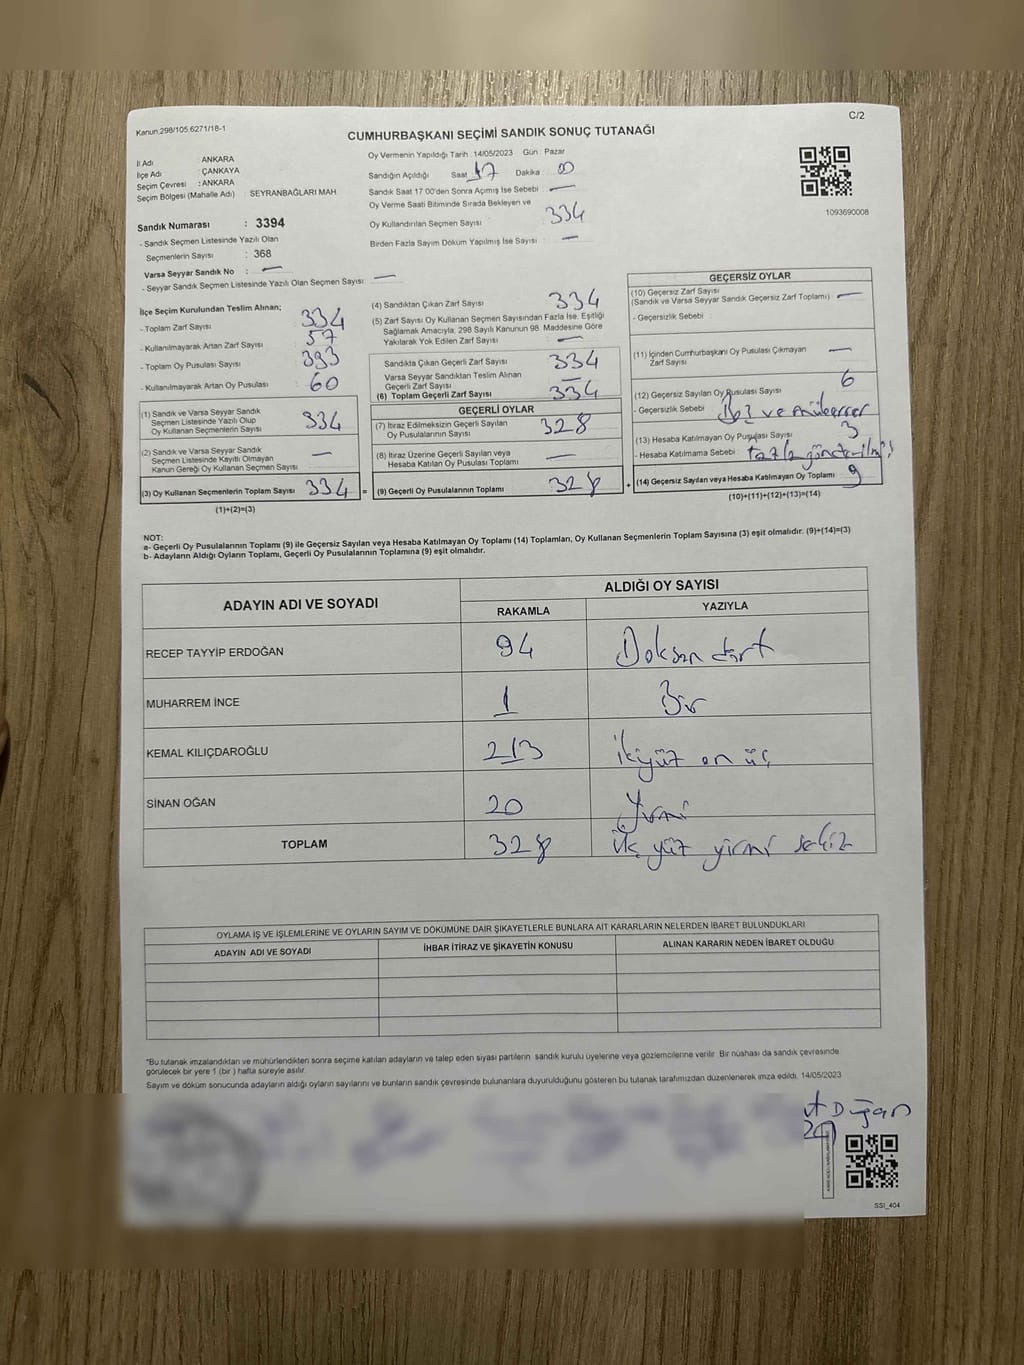 Kanun.298/105.6271/18-1
C/2
CUMHURBAŞKANI SEÇİMİ SANDIK SONUÇ TUTANAĞI
İl Adı ANKARA
İlçe Adı : ÇANKAYA
Seçim Çevresi : ANKARA
Seçim Bölgesi (Mahalle Adı) : SEYRANBAĞLARI MAH
Oy Vermenin Yapıldığı Tarih : 14/05/2023 Gün : Pazar
Sandığın Açıldığı Saat 17 Dakika 00
Sandık Saat 17:00'den Sonra Açımış İse Sebebi : —
Oy Verme Saati Bitiminde Sırada Bekleyen ve
Oy Kullandırılan Seçmen Sayısı : 334
Birden Fazla Sayım Döküm Yapılmış İse Sayısı : —
1093690008
Sandık Numarası : 3394
- Sandık Seçmen Listesinde Yazılı Olan
Seçmenlerin Sayısı : 368
Varsa Seyyar Sandık No : —
- Seyyar Sandık Seçmen Listesinde Yazılı Olan Seçmen Sayısı : —
İlçe Seçim Kurulundan Teslim Alınan;
- Toplam Zarf Sayısı : 334
- Kullanılmayarak Artan Zarf Sayısı : 57
- Toplam Oy Pusulası Sayısı : 393
- Kullanılmayarak Artan Oy Pusulası : 60
(1) Sandık ve Varsa Seyyar Sandık
Seçmen Listesinde Yazılı Olup
Oy Kullanan Seçmenlerin Sayısı 334
(2) Sandık ve Varsa Seyyar Sandık
Seçmen Listesinde Kayıtlı Olmayan
Kanun Gereği Oy Kullanan Seçmen Sayısı —
(3) Oy Kullanan Seçmenlerin Toplam Sayısı 334 =
(1)+(2)=(3)
(4) Sandıktan Çıkan Zarf Sayısı 334
(5) Zarf Sayısı Oy Kullanan Seçmen Sayısından Fazla İse, Eşitliği
Sağlamak Amacıyla, 298 Sayılı Kanunun 98. Maddesine Göre
Yakılarak Yok Edilen Zarf Sayısı —
Sandıkta Çıkan Geçerli Zarf Sayısı 334
Varsa Seyyar Sandıktan Teslim Alınan
Geçerli Zarf Sayısı —
(6) Toplam Geçerli Zarf Sayısı 334
GEÇERLİ OYLAR
(7) İtiraz Edilmeksizin Geçerli Sayılan
Oy Pusulalarının Sayısı 328
(8) İtiraz Üzerine Geçerli Sayılan veya
Hesaba Katılan Oy Pusulası Toplamı —
(9) Geçerli Oy Pusulalarının Toplamı 328 +
GEÇERSİZ OYLAR
(10) Geçersiz Zarf Sayısı
(Sandık ve Varsa Seyyar Sandık Geçersiz Zarf Toplamı) —
- Geçersizlik Sebebi :
(11) İçinden Cumhurbaşkanı Oy Pusulası Çıkmayan
Zarf Sayısı —
(12) Geçersiz Sayılan Oy Pusulası Sayısı 6
- Geçersizlik Sebebi Boş ve mükerrer
(13) Hesaba Katılmayan Oy Pusulası Sayısı 3
- Hesaba Katılmama Sebebi : fazla
(14) Geçersiz Sayılan veya Hesaba Katılmayan Oy Toplamı 9
(10)+(11)+(12)+(13)=(14)
NOT:
a- Geçerli Oy Pusulalarının Toplamı (9) ile Geçersiz Sayılan veya Hesaba Katılmayan Oy Toplamı (14) Toplamları, Oy Kullanan Seçmenlerin Toplam Sayısına (3) eşit olmalıdır. (9)+(14)=(3)
b- Adayların Aldığı Oyların Toplamı, Geçerli Oy Pusulalarının Toplamına (9) eşit olmalıdır.
ADAYIN ADI VE SOYADI
ALDIĞI OY SAYISI
RAKAMLA YAZIYLA
RECEP TAYYİP ERDOĞAN 94 Doksan dört
MUHARREM İNCE 1 Bir
KEMAL KILIÇDAROĞLU 213 ikiyüz on üç
SİNAN OĞAN 20 Yirmi
TOPLAM 328 üç yüz yirmi sekiz
OYLAMA İŞ VE İŞLEMLERİNE VE OYLARIN SAYIM VE DÖKÜMÜNE DAİR ŞİKAYETLERLE BUNLARA AİT KARARLARIN NELERDEN İBARET BULUNDUKLARI
ADAYIN ADI VE SOYADI İHBAR İTİRAZ VE ŞİKAYETİN KONUSU ALINAN KARARIN NEDEN İBARET OLDUĞU
*Bu tutanak imzalandıktan ve mühürlendikten sonra seçime katılan adayların ve talep eden siyasi partilerin sandık kurulu üyelerine veya gözlemcilerine verilir. Bir nüshası da sandık çevresinde
görülecek bir yere 1 (bir) hafta süreyle asılır.
Sayım ve döküm sonucunda adayların aldığı oyların sayılarını ve bunların sandık çevresinde bulunanlara duyurulduğunu gösteren bu tutanak tarafımızdan düzenlenerek imza edildi. 14/05/2023
SSI_404